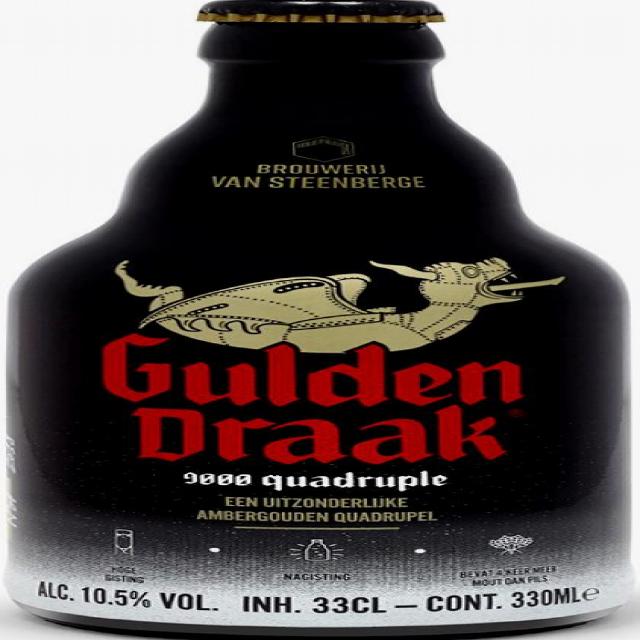 BROUWERIJ
VAN STEENBERGE
Gulden
Draak
9000 quadruple
EEN UITZONDERLIJKE
AMBERGOUDEN QUADRUPEL
HOGE
GISTING
NAGISTING
BEVAT 4 KEER MEER
MOUT DAN PILS
ALC. 10.5% VOL. INH. 33CL — CONT. 330ML℮